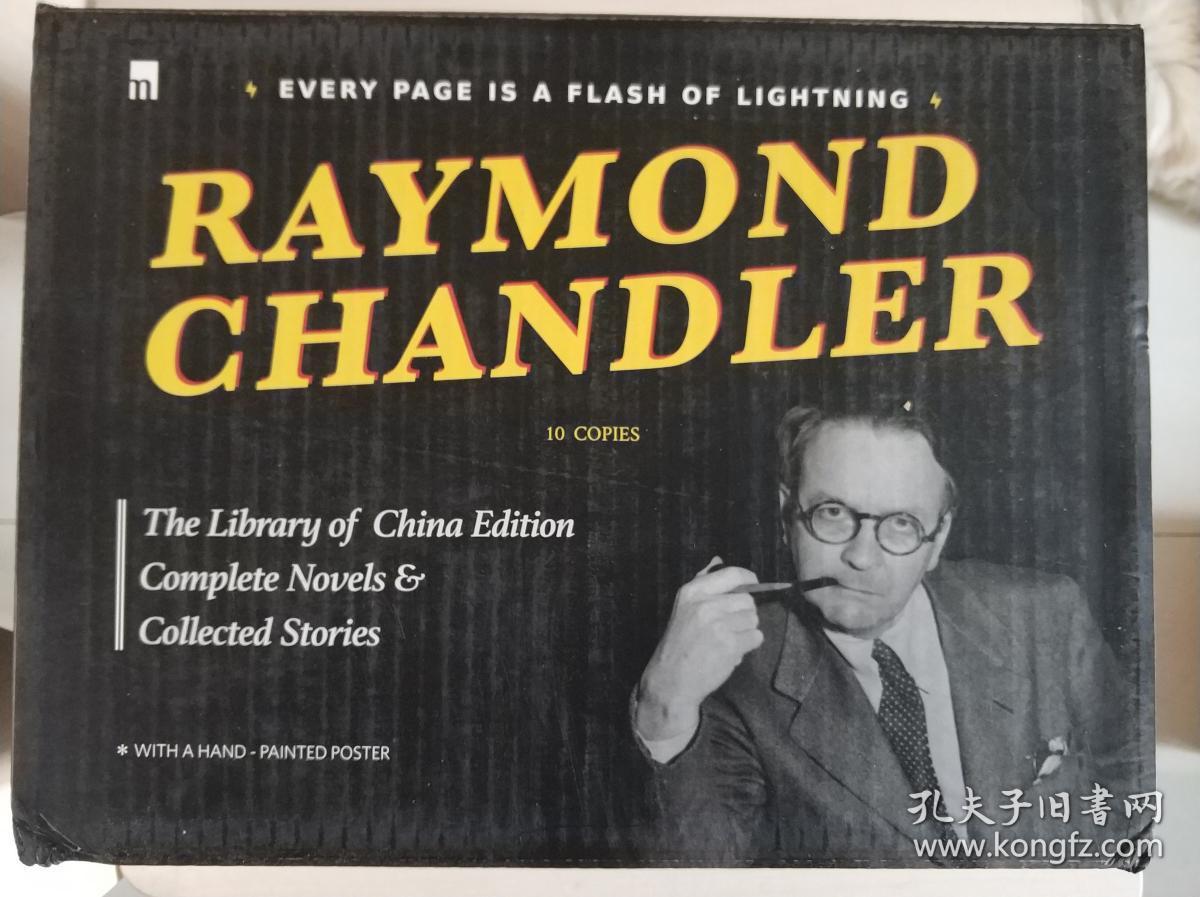 m
EVERY PAGE IS A FLASH OF LIGHTNING
RAYMOND
CHANDLER
10 COPIES
The Library of China Edition
Complete Novels &
Collected Stories
* WITH A HAND - PAINTED POSTER
孔夫子旧書网
www.kongfz.com